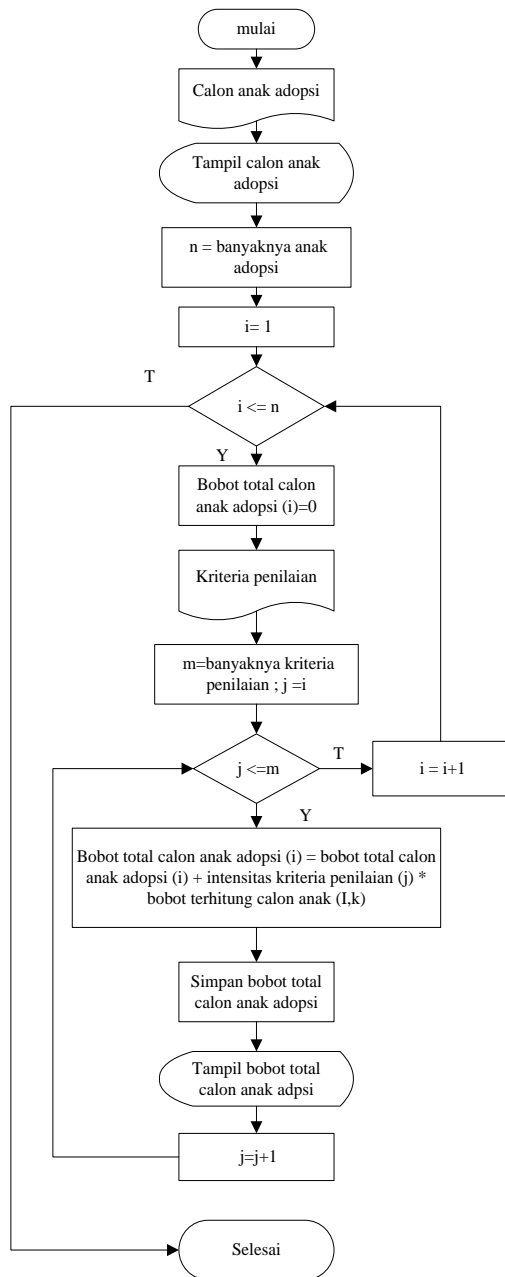 mulai
Calon anak adopsi
Tampil calon anak
adopsi
n = banyaknya anak
adopsi
i= 1
T
i <= n
Y
Bobot total calon
anak adopsi (i)=0
Kriteria penilaian
m=banyaknya kriteria
penilaian ; j =i
j <=m
T
i = i+1
Y
Bobot total calon anak adopsi (i) = bobot total calon
anak adopsi (i) + intensitas kriteria penilaian (j) *
bobot terhitung calon anak (I,k)
Simpan bobot total
calon anak adopsi
Tampil bobot total
calon anak adpsi
j=j+1
Selesai